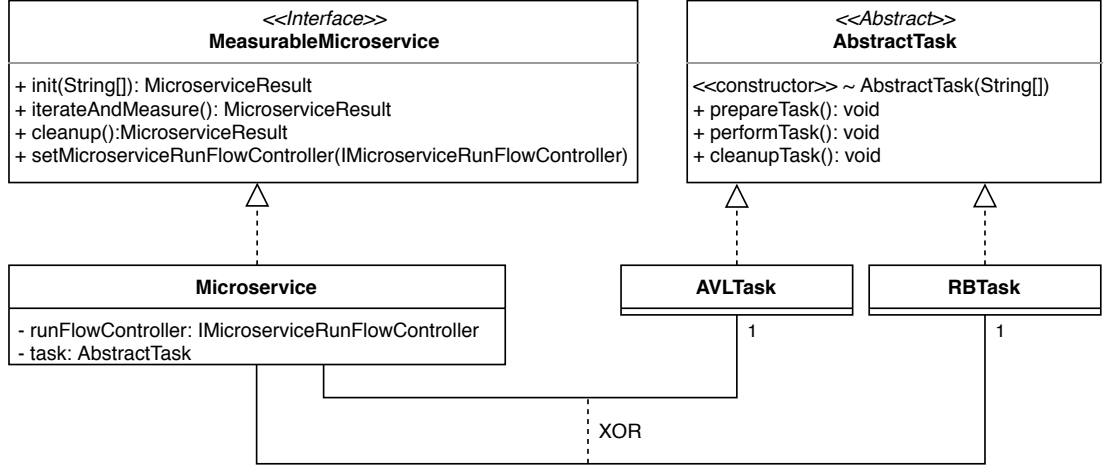 <<Interface>>
MeasurableMicroservice
+ init(String[]): MicroserviceResult
+ iterateAndMeasure(): MicroserviceResult
+ cleanup():MicroserviceResult
+ setMicroserviceRunFlowController(IMicroserviceRunFlowController)
<<Abstract>>
AbstractTask
<<constructor>> ~ AbstractTask(String[])
+ prepareTask(): void
+ performTask(): void
+ cleanupTask(): void
Microservice
- runFlowController: IMicroserviceRunFlowController
- task: AbstractTask
AVLTask
RBTask
1
1
XOR